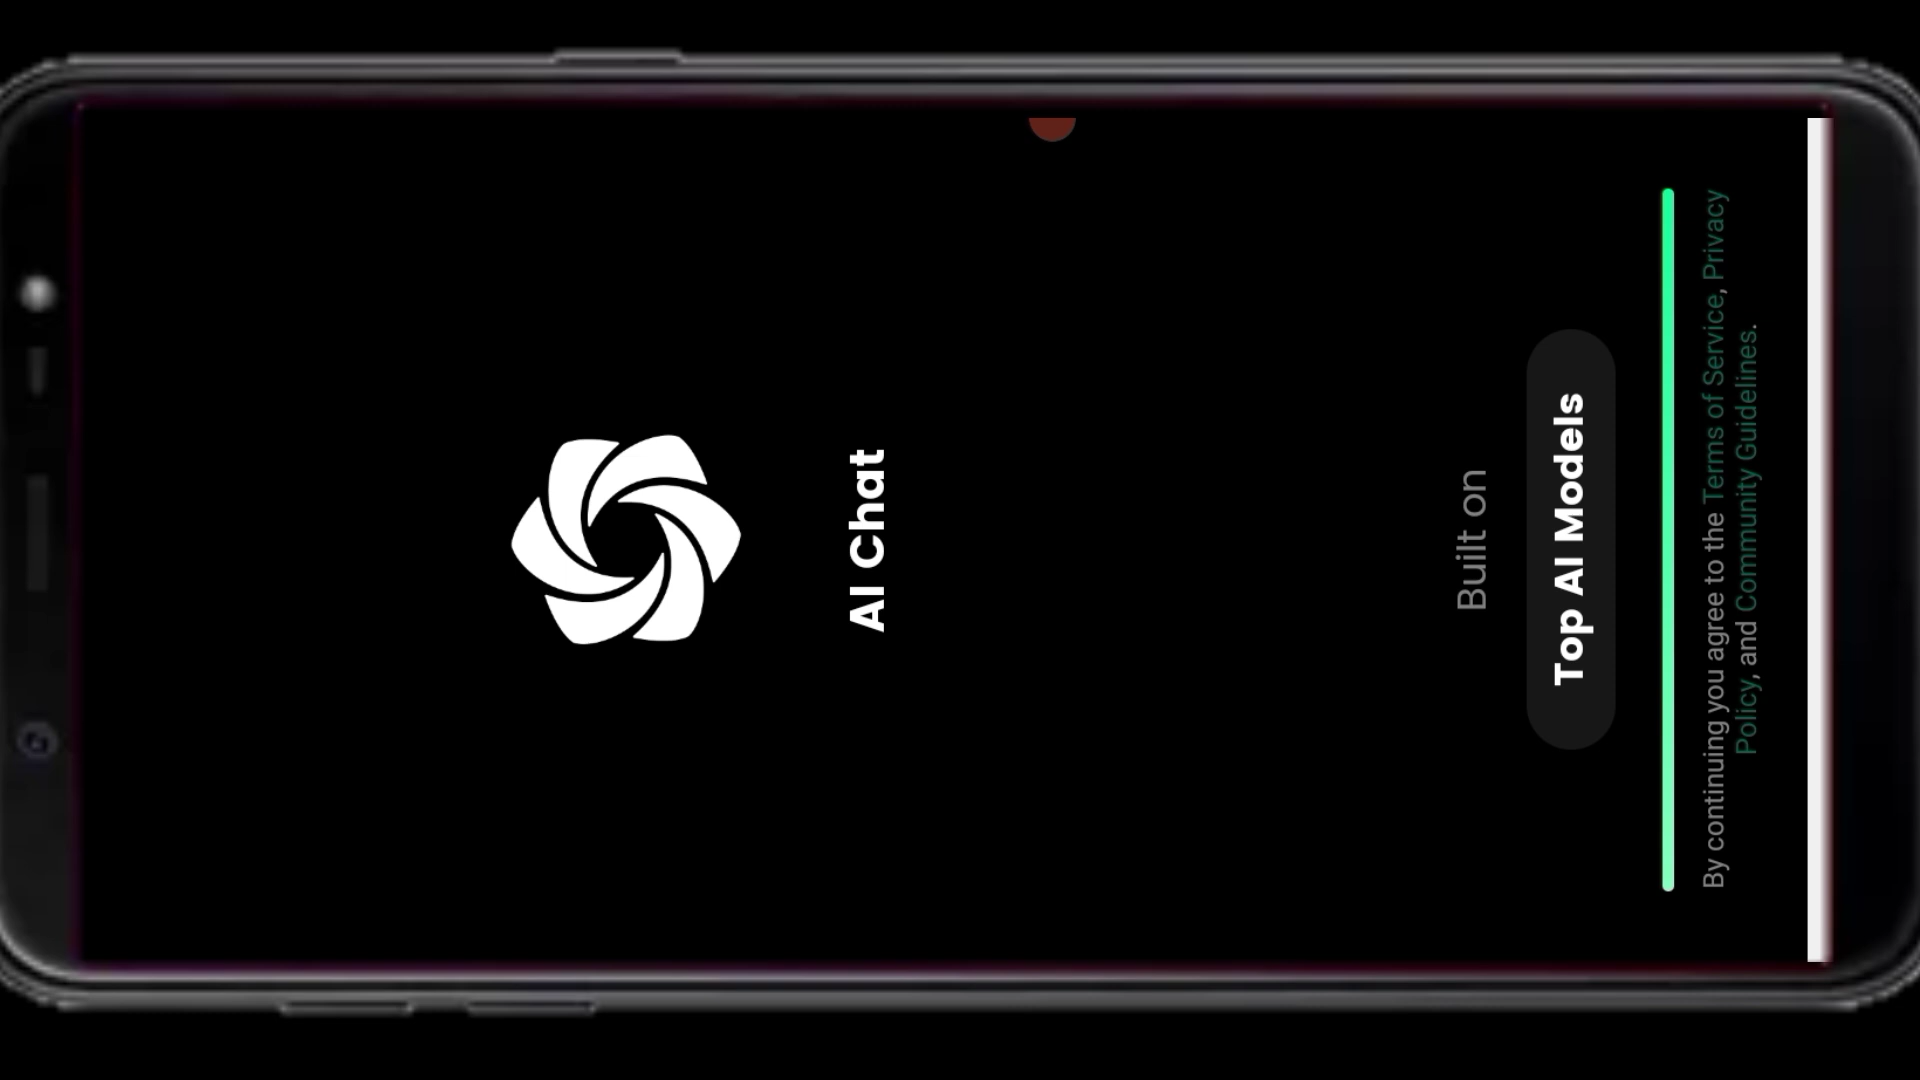 AI Chat
Built on
Top AI Models
By continuing you agree to the Terms of Service, Privacy
Policy, and Community Guidelines.